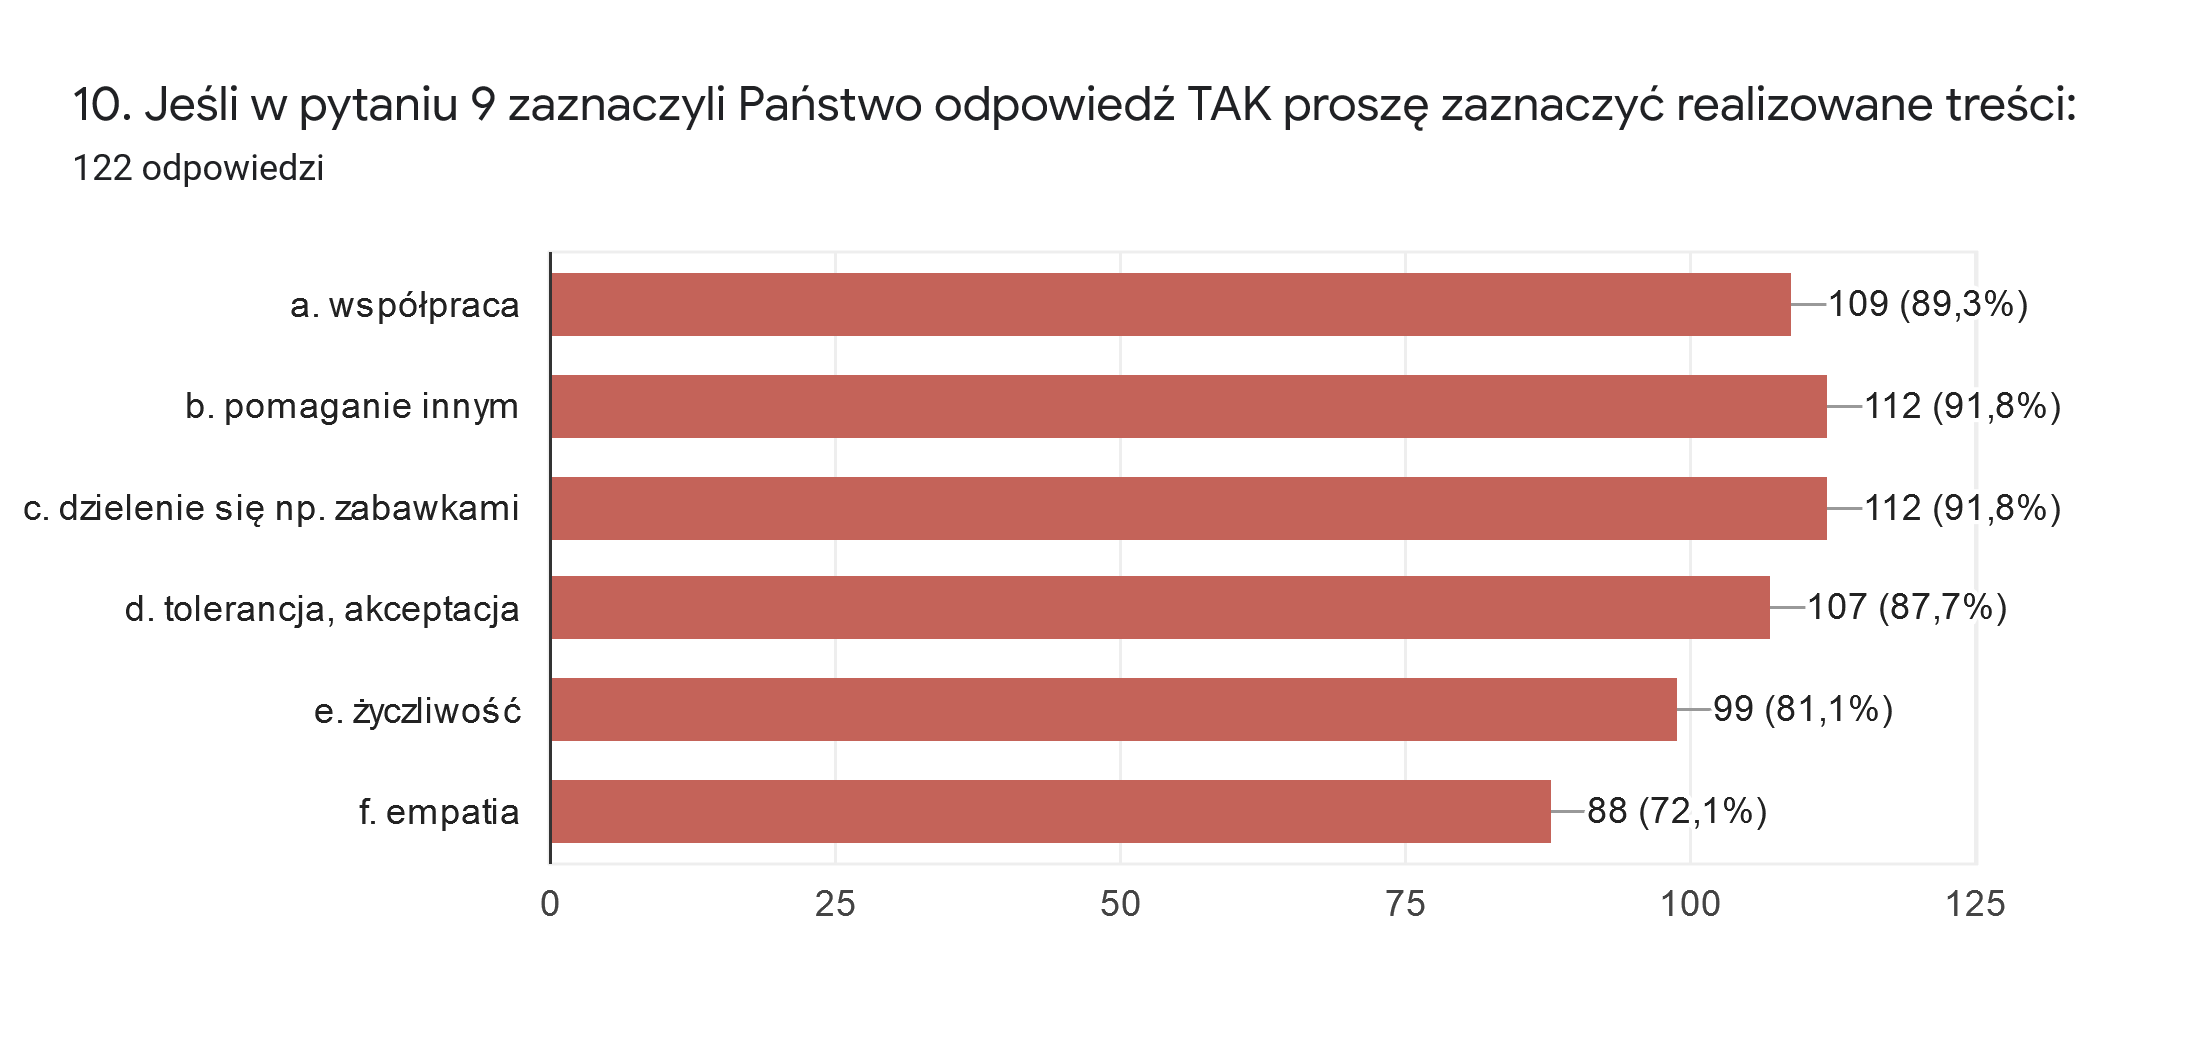 10. Jeśli w pytaniu 9 zaznaczyli Państwo odpowiedź TAK proszę zaznaczyć realizowane treści:
122 odpowiedzi
a. współpraca 109 (89,3%)
b. pomaganie innym 112 (91,8%)
c. dzielenie się np. zabawkami 112 (91,8%)
d. tolerancja, akceptacja 107 (87,7%)
e. życzliwość 99 (81,1%)
f. empatia 88 (72,1%)
0 25 50 75 100 125